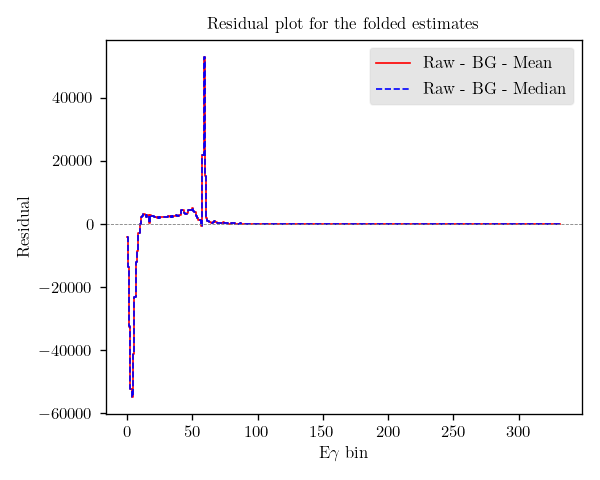 Residual plot for the folded estimates
Raw - BG - Mean
Raw - BG - Median
40000
20000
0
−20000
−40000
−60000
Residual
0 50 100 150 200 250 300
Eγ bin